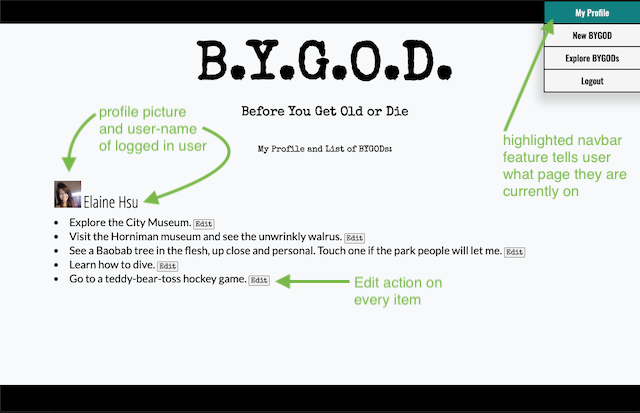 My Profile
New BYGOD
Explore BYGODs
Logout
B.Y.G.O.D.
Before You Get Old or Die
My Profile and List of BYGODs:
profile picture
and user-name
of logged in user
highlighted navbar
feature tells user
what page they are
currently on
Elaine Hsu
Explore the City Museum. Edit
Visit the Horniman museum and see the unwrinkly walrus. Edit
See a Baobab tree in the flesh, up close and personal. Touch one if the park people will let me. Edit
Learn how to dive. Edit
Go to a teddy-bear-toss hockey game. Edit
Edit action on
every item